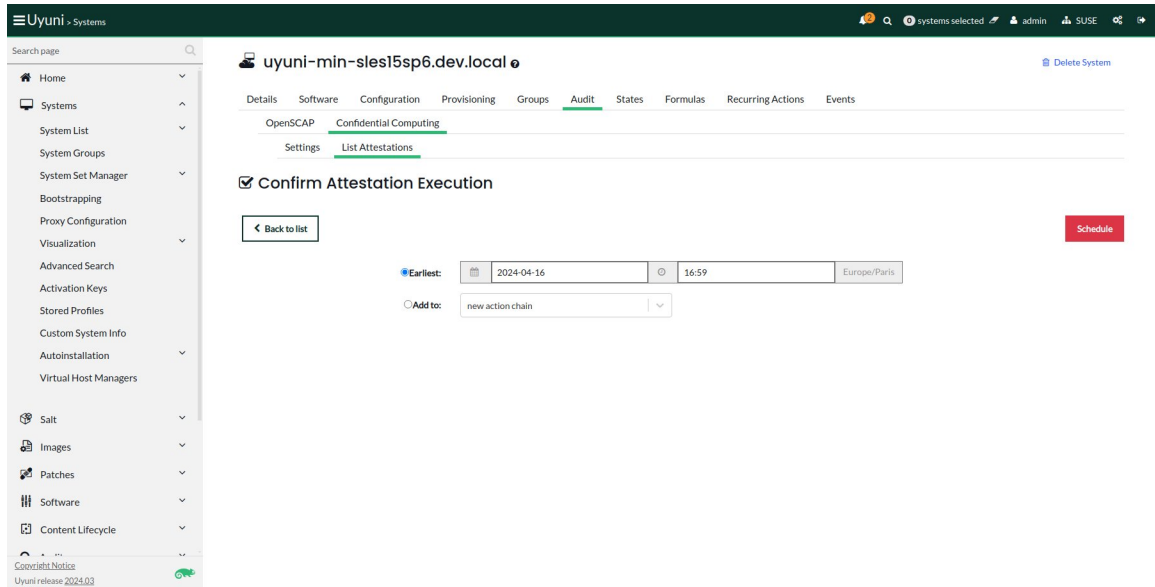 Uyuni > Systems
2
0 systems selected
admin
SUSE
Search page
Home
Systems
System List
System Groups
System Set Manager
Bootstrapping
Proxy Configuration
Visualization
Advanced Search
Activation Keys
Stored Profiles
Custom System Info
Autoinstallation
Virtual Host Managers
Salt
Images
Patches
Software
Content Lifecycle
Copyright Notice
Uyuni release 2024.03
uyuni-min-sles15sp6.dev.local
Delete System
Details Software Configuration Provisioning Groups Audit States Formulas Recurring Actions Events
OpenSCAP Confidential Computing
Settings List Attestations
Confirm Attestation Execution
Back to list
Schedule
Earliest: 2024-04-16 16:59 Europe/Paris
Add to: new action chain